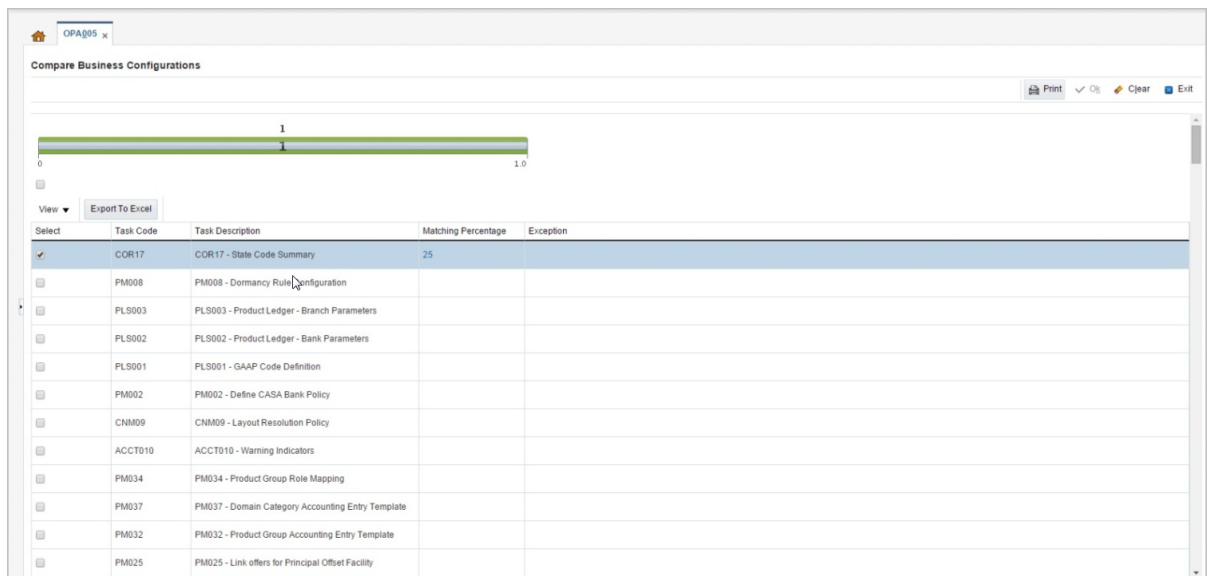 OPA005 x
Compare Business Configurations
Print Ok Clear Exit
1
1
0 1.0
View Export To Excel
Select Task Code Task Description Matching Percentage Exception
COR17 COR17 - State Code Summary 25
PM008 PM008 - Dormancy Rule Configuration
PLS003 PLS003 - Product Ledger - Branch Parameters
PLS002 PLS002 - Product Ledger - Bank Parameters
PLS001 PLS001 - GAAP Code Definition
PM002 PM002 - Define CASA Bank Policy
CNM09 CNM09 - Layout Resolution Policy
ACCT010 ACCT010 - Warning Indicators
PM034 PM034 - Product Group Role Mapping
PM037 PM037 - Domain Category Accounting Entry Template
PM032 PM032 - Product Group Accounting Entry Template
PM025 PM025 - Link offers for Principal Offset Facility